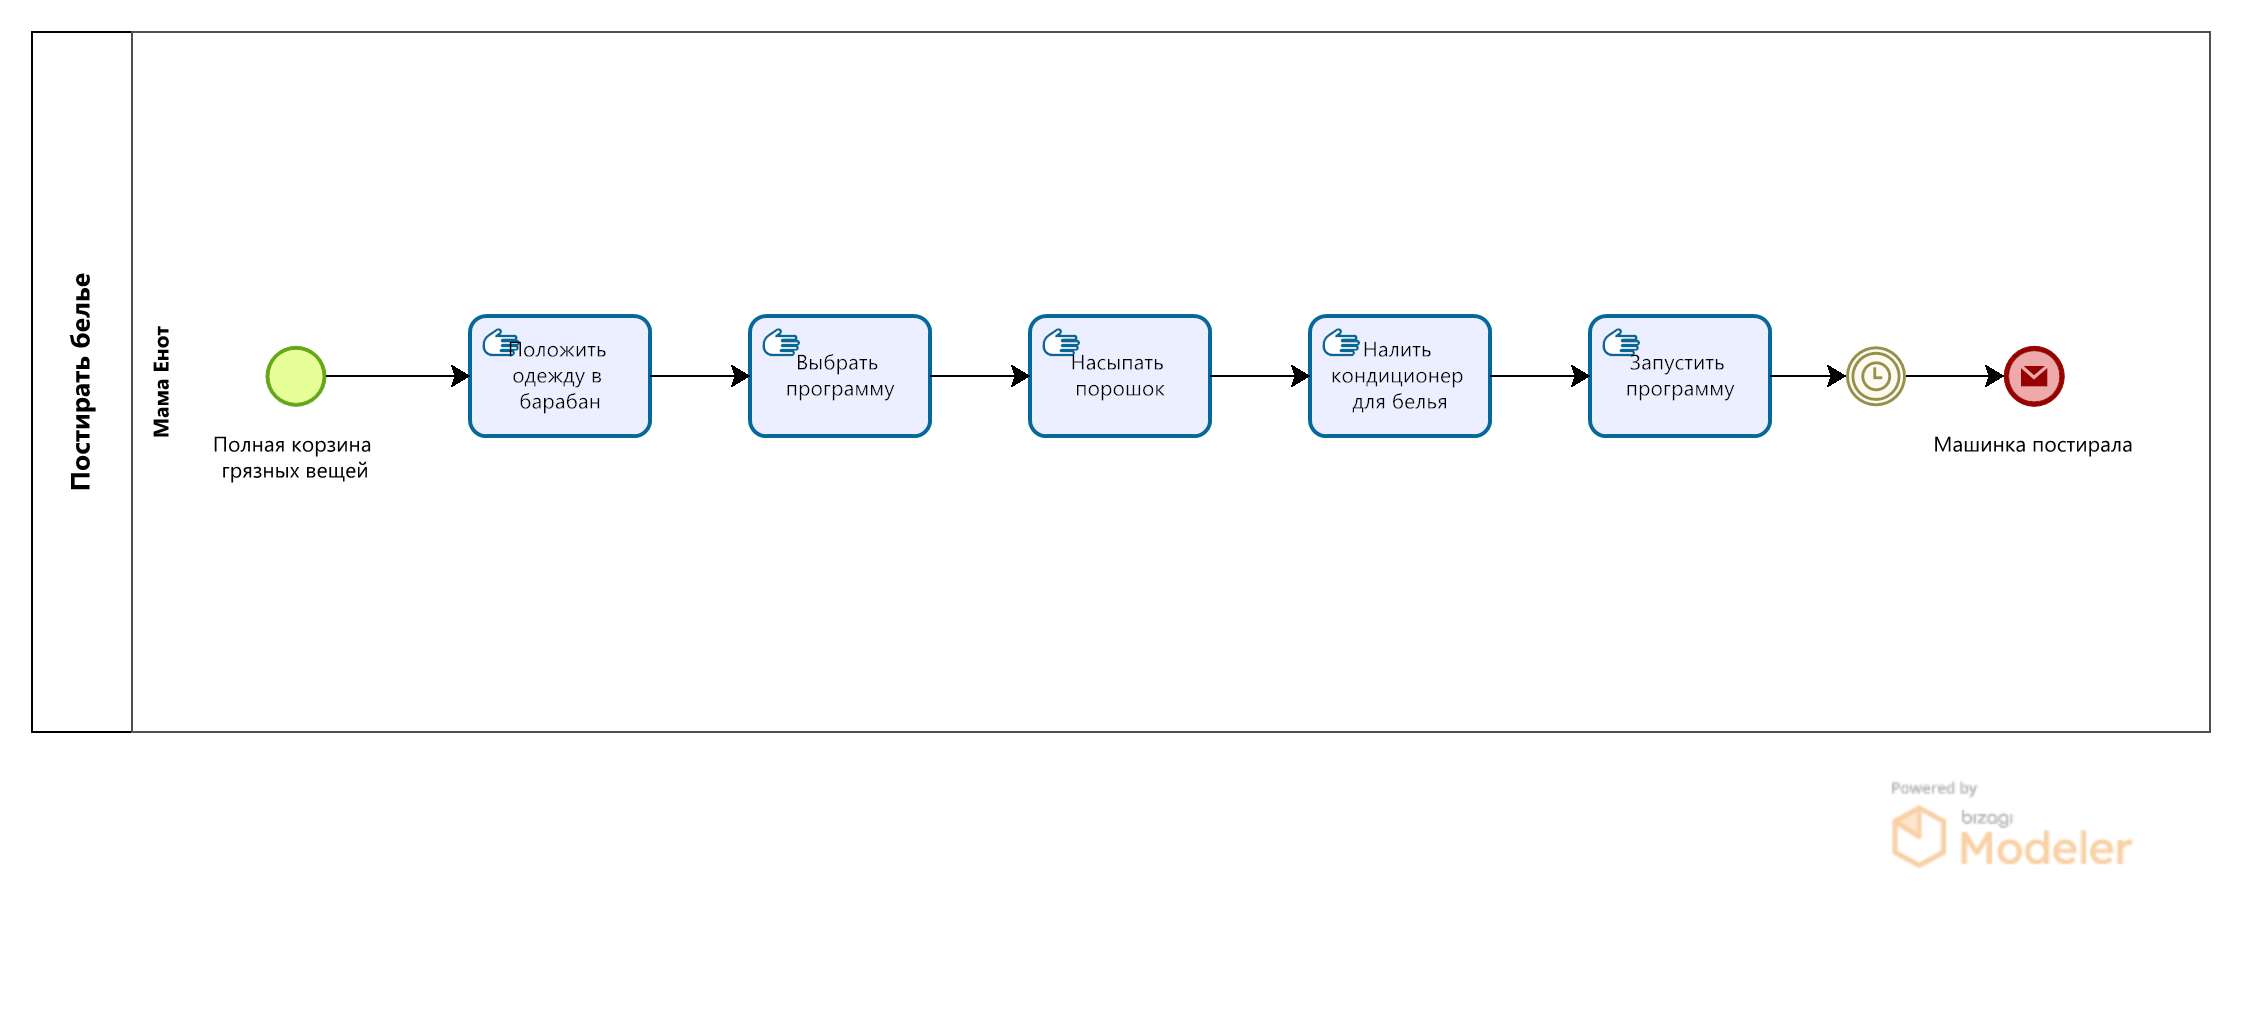 Постирать белье
Мама Енот
Полная корзина
грязных вещей
Положить
одежду в
барабан
Выбрать
программу
Насыпать
порошок
Налить
кондиционер
для белья
Запустить
программу
Машинка постирала
Powered by
bizagi
Modeler